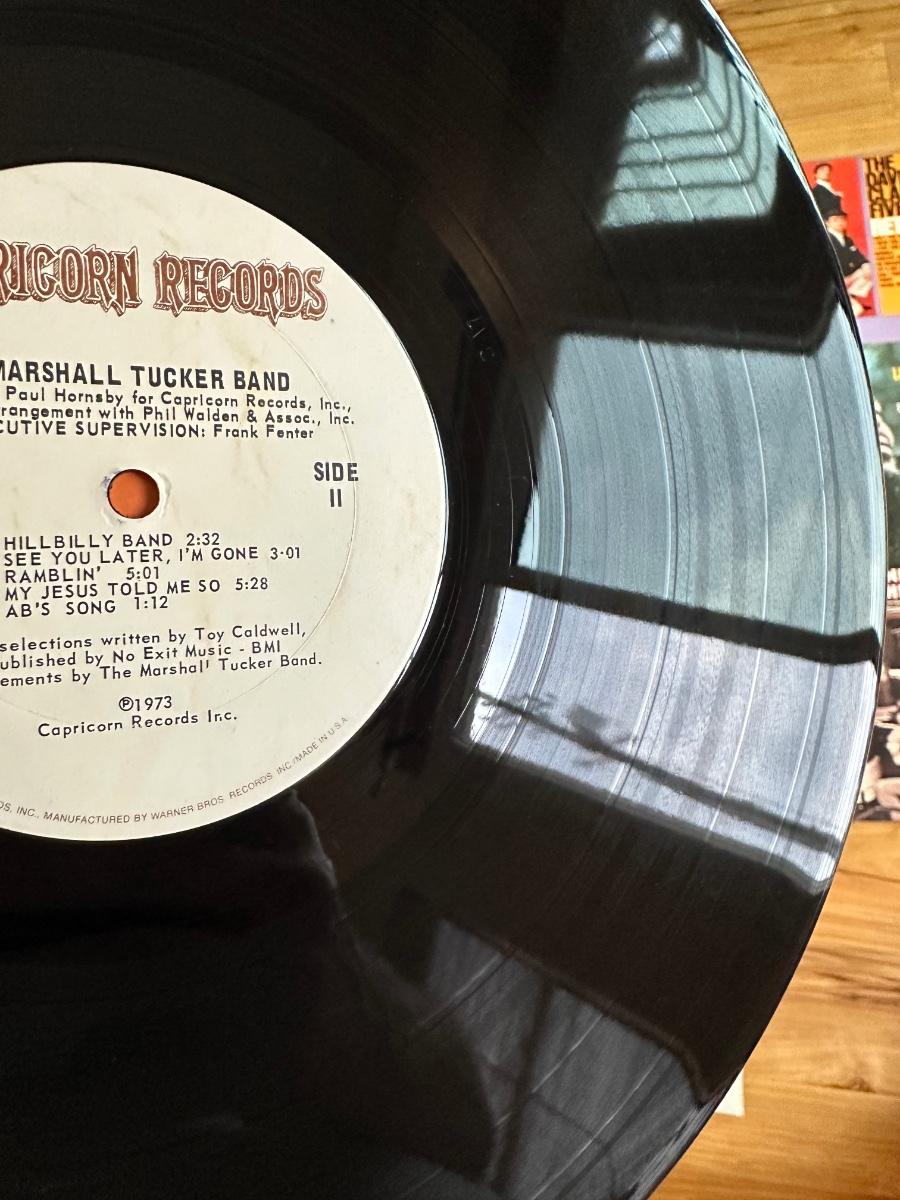 RICORN RECORDS
MARSHALL TUCKER BAND
Paul Hornsby for Capricorn Records, Inc.,
rrangement with Phil Walden & Assoc., Inc.
CUTIVE SUPERVISION: Frank Fenter
SIDE
II
HILLBILLY BAND 2:32
SEE YOU LATER, I'M GONE 3:01
RAMBLIN' 5:01
MY JESUS TOLD ME SO 5:28
AB'S SONG 1:12
selections written by Toy Caldwell,
ublished by No Exit Music - BMI
ements by The Marshall Tucker Band.
Ⓟ1973
Capricorn Records Inc.
DS, INC., MANUFACTURED BY WARNER BROS. RECORDS INC./MADE IN U.S.A.
THE